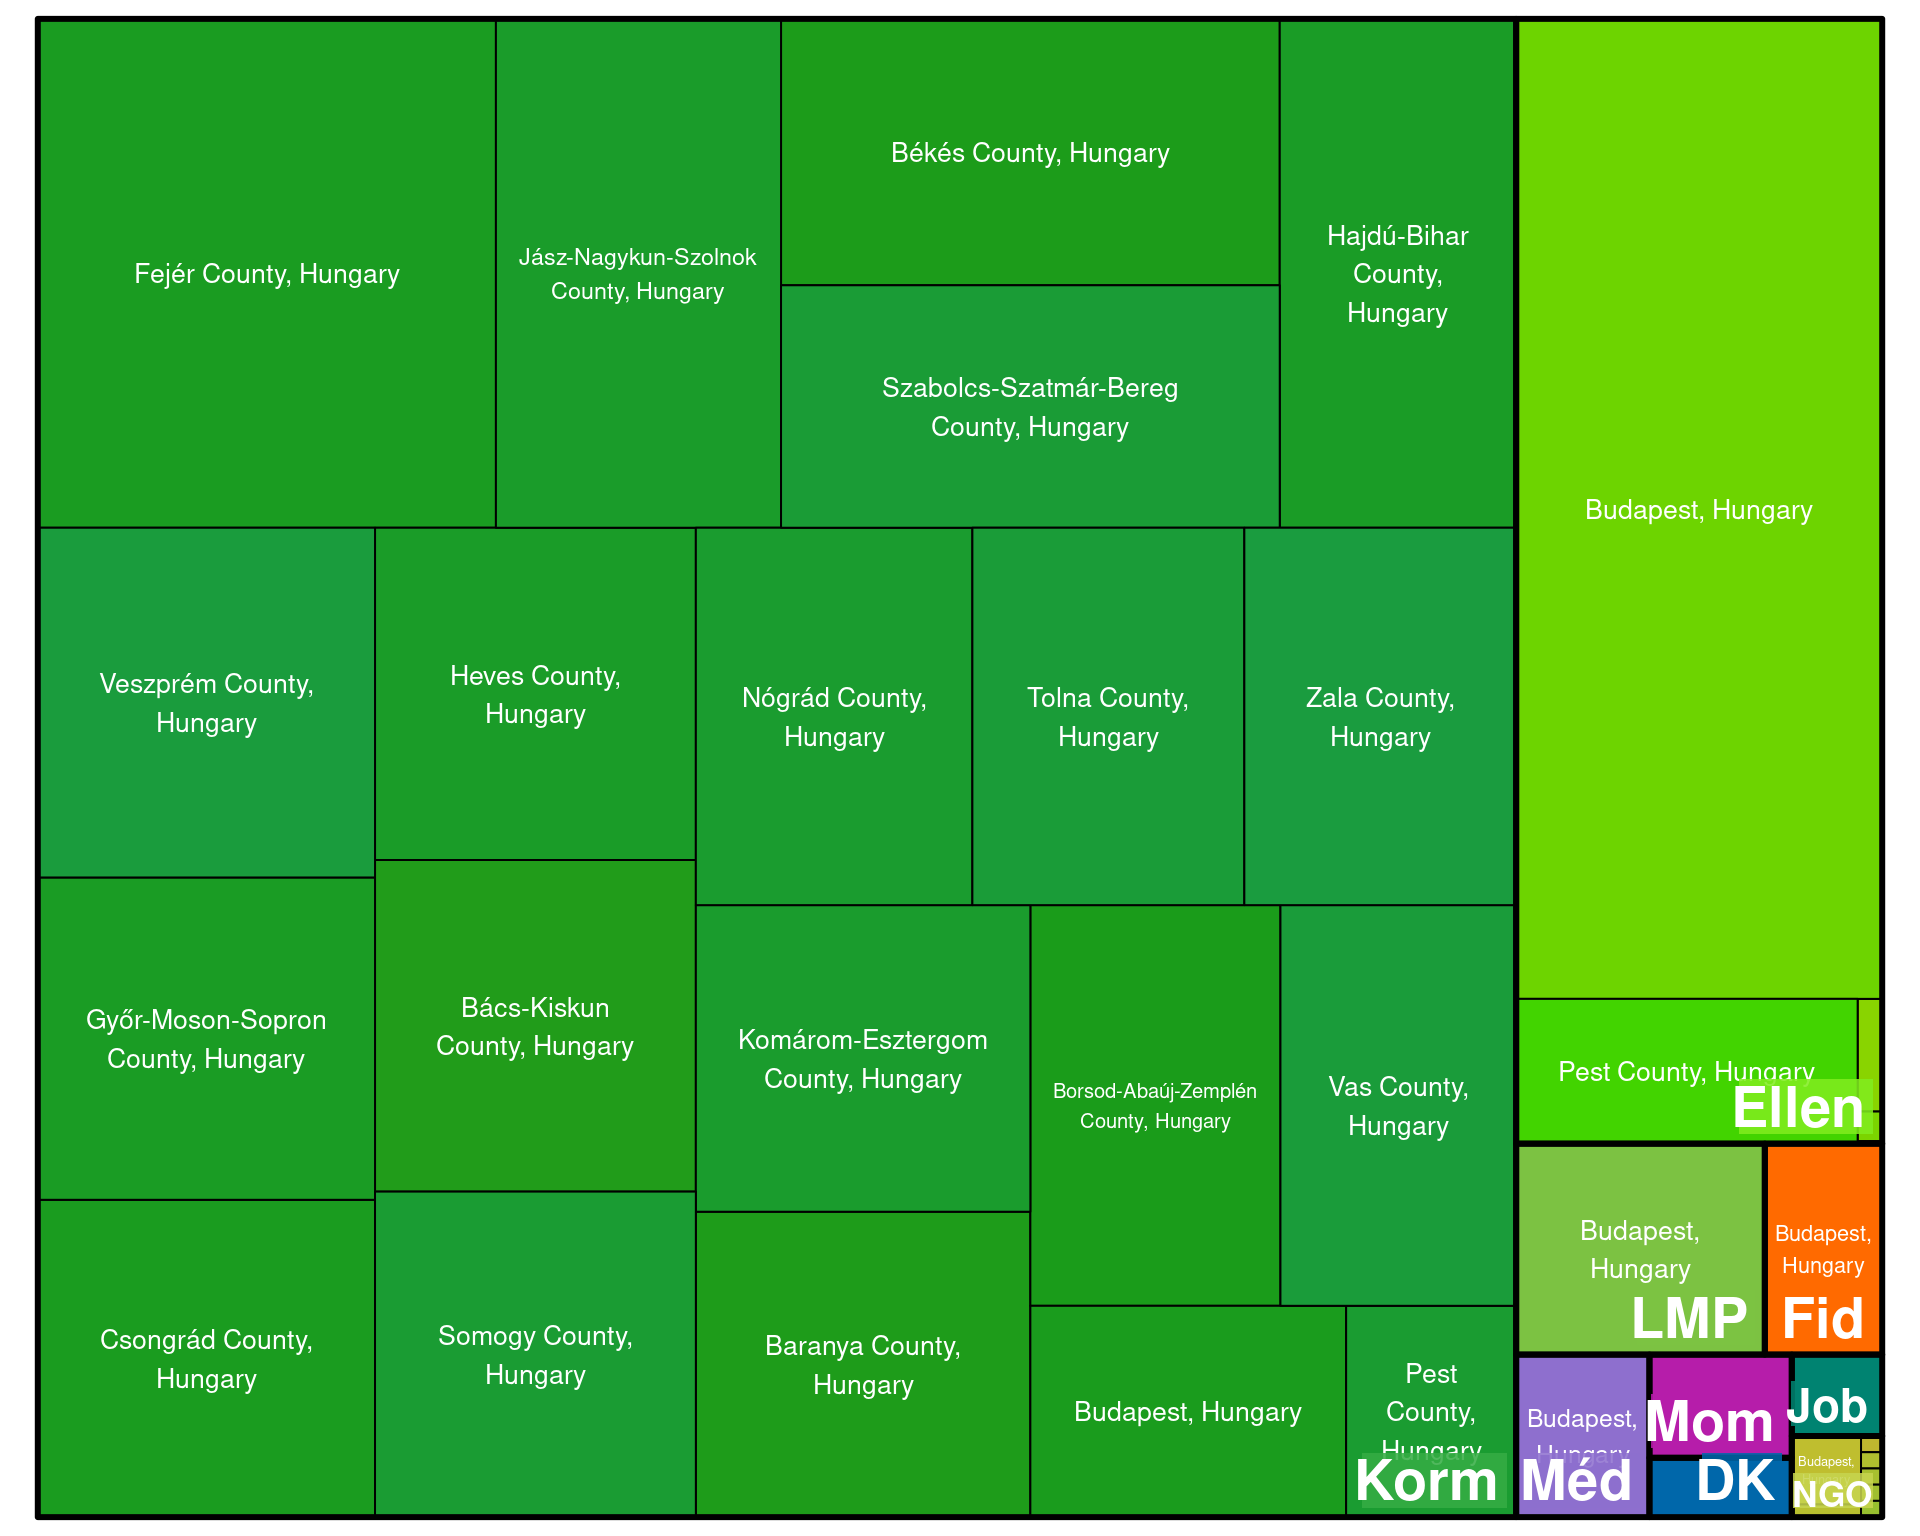 Fejér County, Hungary
Jász-Nagykun-Szolnok
County, Hungary
Békés County, Hungary
Szabolcs-Szatmár-Bereg
County, Hungary
Hajdú-Bihar
County,
Hungary
Budapest, Hungary
Veszprém County,
Hungary
Heves County,
Hungary
Nógrád County,
Hungary
Tolna County,
Hungary
Zala County,
Hungary
Győr-Moson-Sopron
County, Hungary
Bács-Kiskun
County, Hungary
Komárom-Esztergom
County, Hungary
Borsod-Abaúj-Zemplén
County, Hungary
Vas County,
Hungary
Pest County, Hungary
Ellen
Csongrád County,
Hungary
Somogy County,
Hungary
Baranya County,
Hungary
Budapest, Hungary
Pest
County,
Hungary
Korm
Budapest,
Hungary
LMP
Budapest,
Hungary
Fid
Budapest,
Hungary
Méd
Mom
DK
Job
Budapest,
NGO